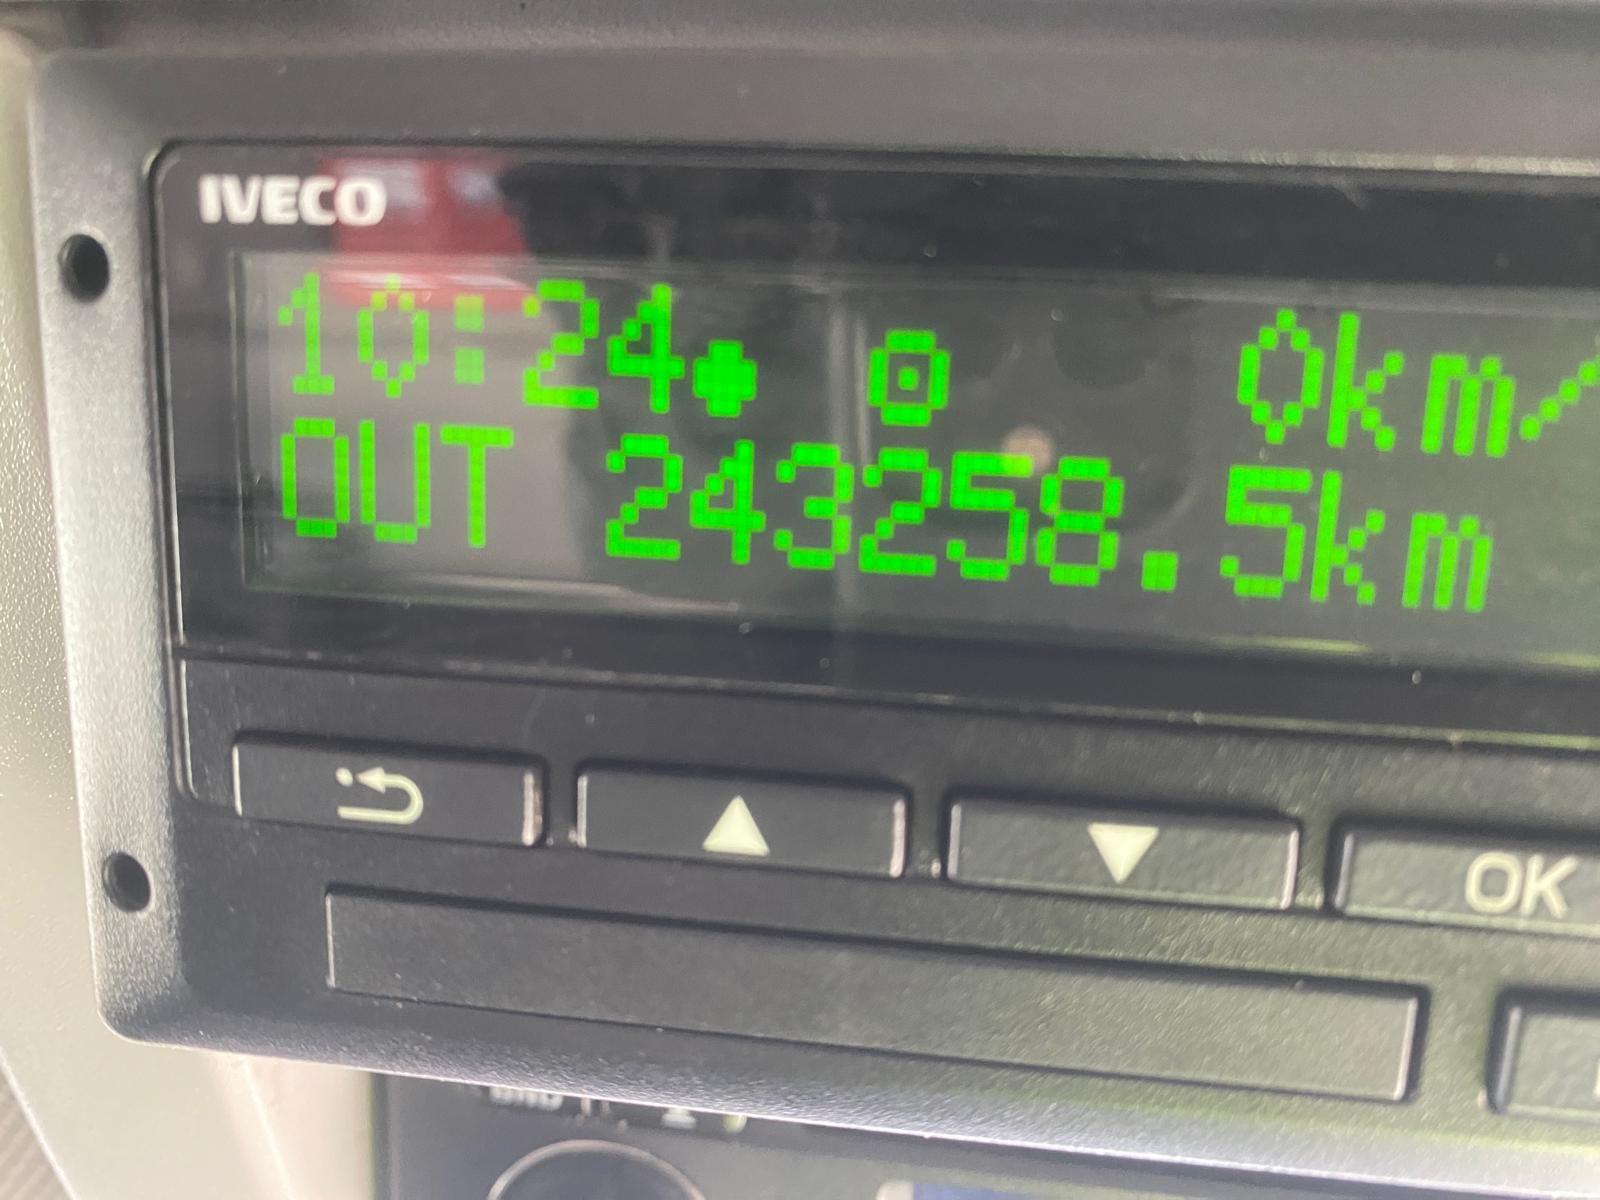 IVECO
10:24● ⊙ 0km/
OUT 243258.5km
▲ ▼ OK